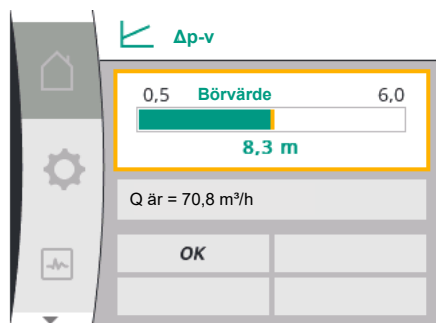 Δp-v
0,5 Börvärde 6,0
8,3 m
Q är = 70,8 m³/h
OK